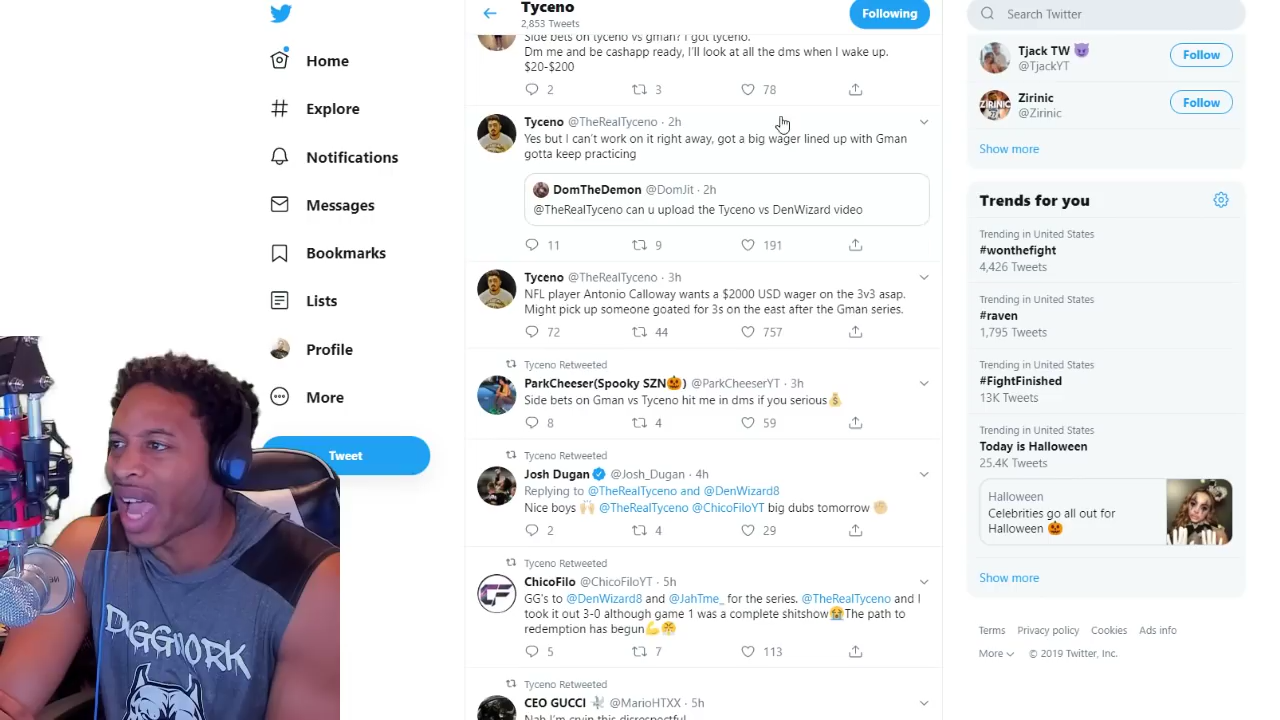 Home
Explore
Notifications
Messages
Bookmarks
Lists
Profile
More
Tweet
Tyceno
2,853 Tweets
Following
Side bets on tyceno vs gman? I got tyceno.
Dm me and be cashapp ready, I'll look at all the dms when I wake up.
$20-$200
2 3 78
Tyceno @TheRealTyceno · 2h
Yes but I can't work on it right away, got a big wager lined up with Gman
gotta keep practicing
DomTheDemon @DomJit · 2h
@TheRealTyceno can u upload the Tyceno vs DenWizard video
11 9 191
Tyceno @TheRealTyceno · 3h
NFL player Antonio Calloway wants a $2000 USD wager on the 3v3 asap.
Might pick up someone goated for 3s on the east after the Gman series.
72 44 757
Tyceno Retweeted
ParkCheeser(Spooky SZN🎃) @ParkCheeserYT · 3h
Side bets on Gman vs Tyceno hit me in dms if you serious💰
8 4 59
Tyceno Retweeted
Josh Dugan @Josh_Dugan · 4h
Replying to @TheRealTyceno and @DenWizard8
Nice boys 🙌🏻 @TheRealTyceno @ChicoFiloYT big dubs tomorrow ✊🏼
2 4 29
Tyceno Retweeted
ChicoFilo @ChicoFiloYT · 5h
GG's to @DenWizard8 and @JahTme_ for the series. @TheRealTyceno and I
took it out 3-0 although game 1 was a complete shitshow😭The path to
redemption has begun💪😤
5 7 113
Tyceno Retweeted
CEO GUCCI @MarioHTXX · 5h
Nah I'm cryin this disrespectful
Search Twitter
Tjack TW 😈
@TjackYT
Follow
ZIRINIC
Zirinic
@Zirinic
Follow
Show more
Trends for you
Trending in United States
#wonthefight
4,426 Tweets
Trending in United States
#raven
1,795 Tweets
Trending in United States
#FightFinished
13K Tweets
Trending in United States
Today is Halloween
25.4K Tweets
Halloween
Celebrities go all out for
Halloween 🎃
Show more
Terms Privacy policy Cookies Ads info
More © 2019 Twitter, Inc.
DIGGWORK